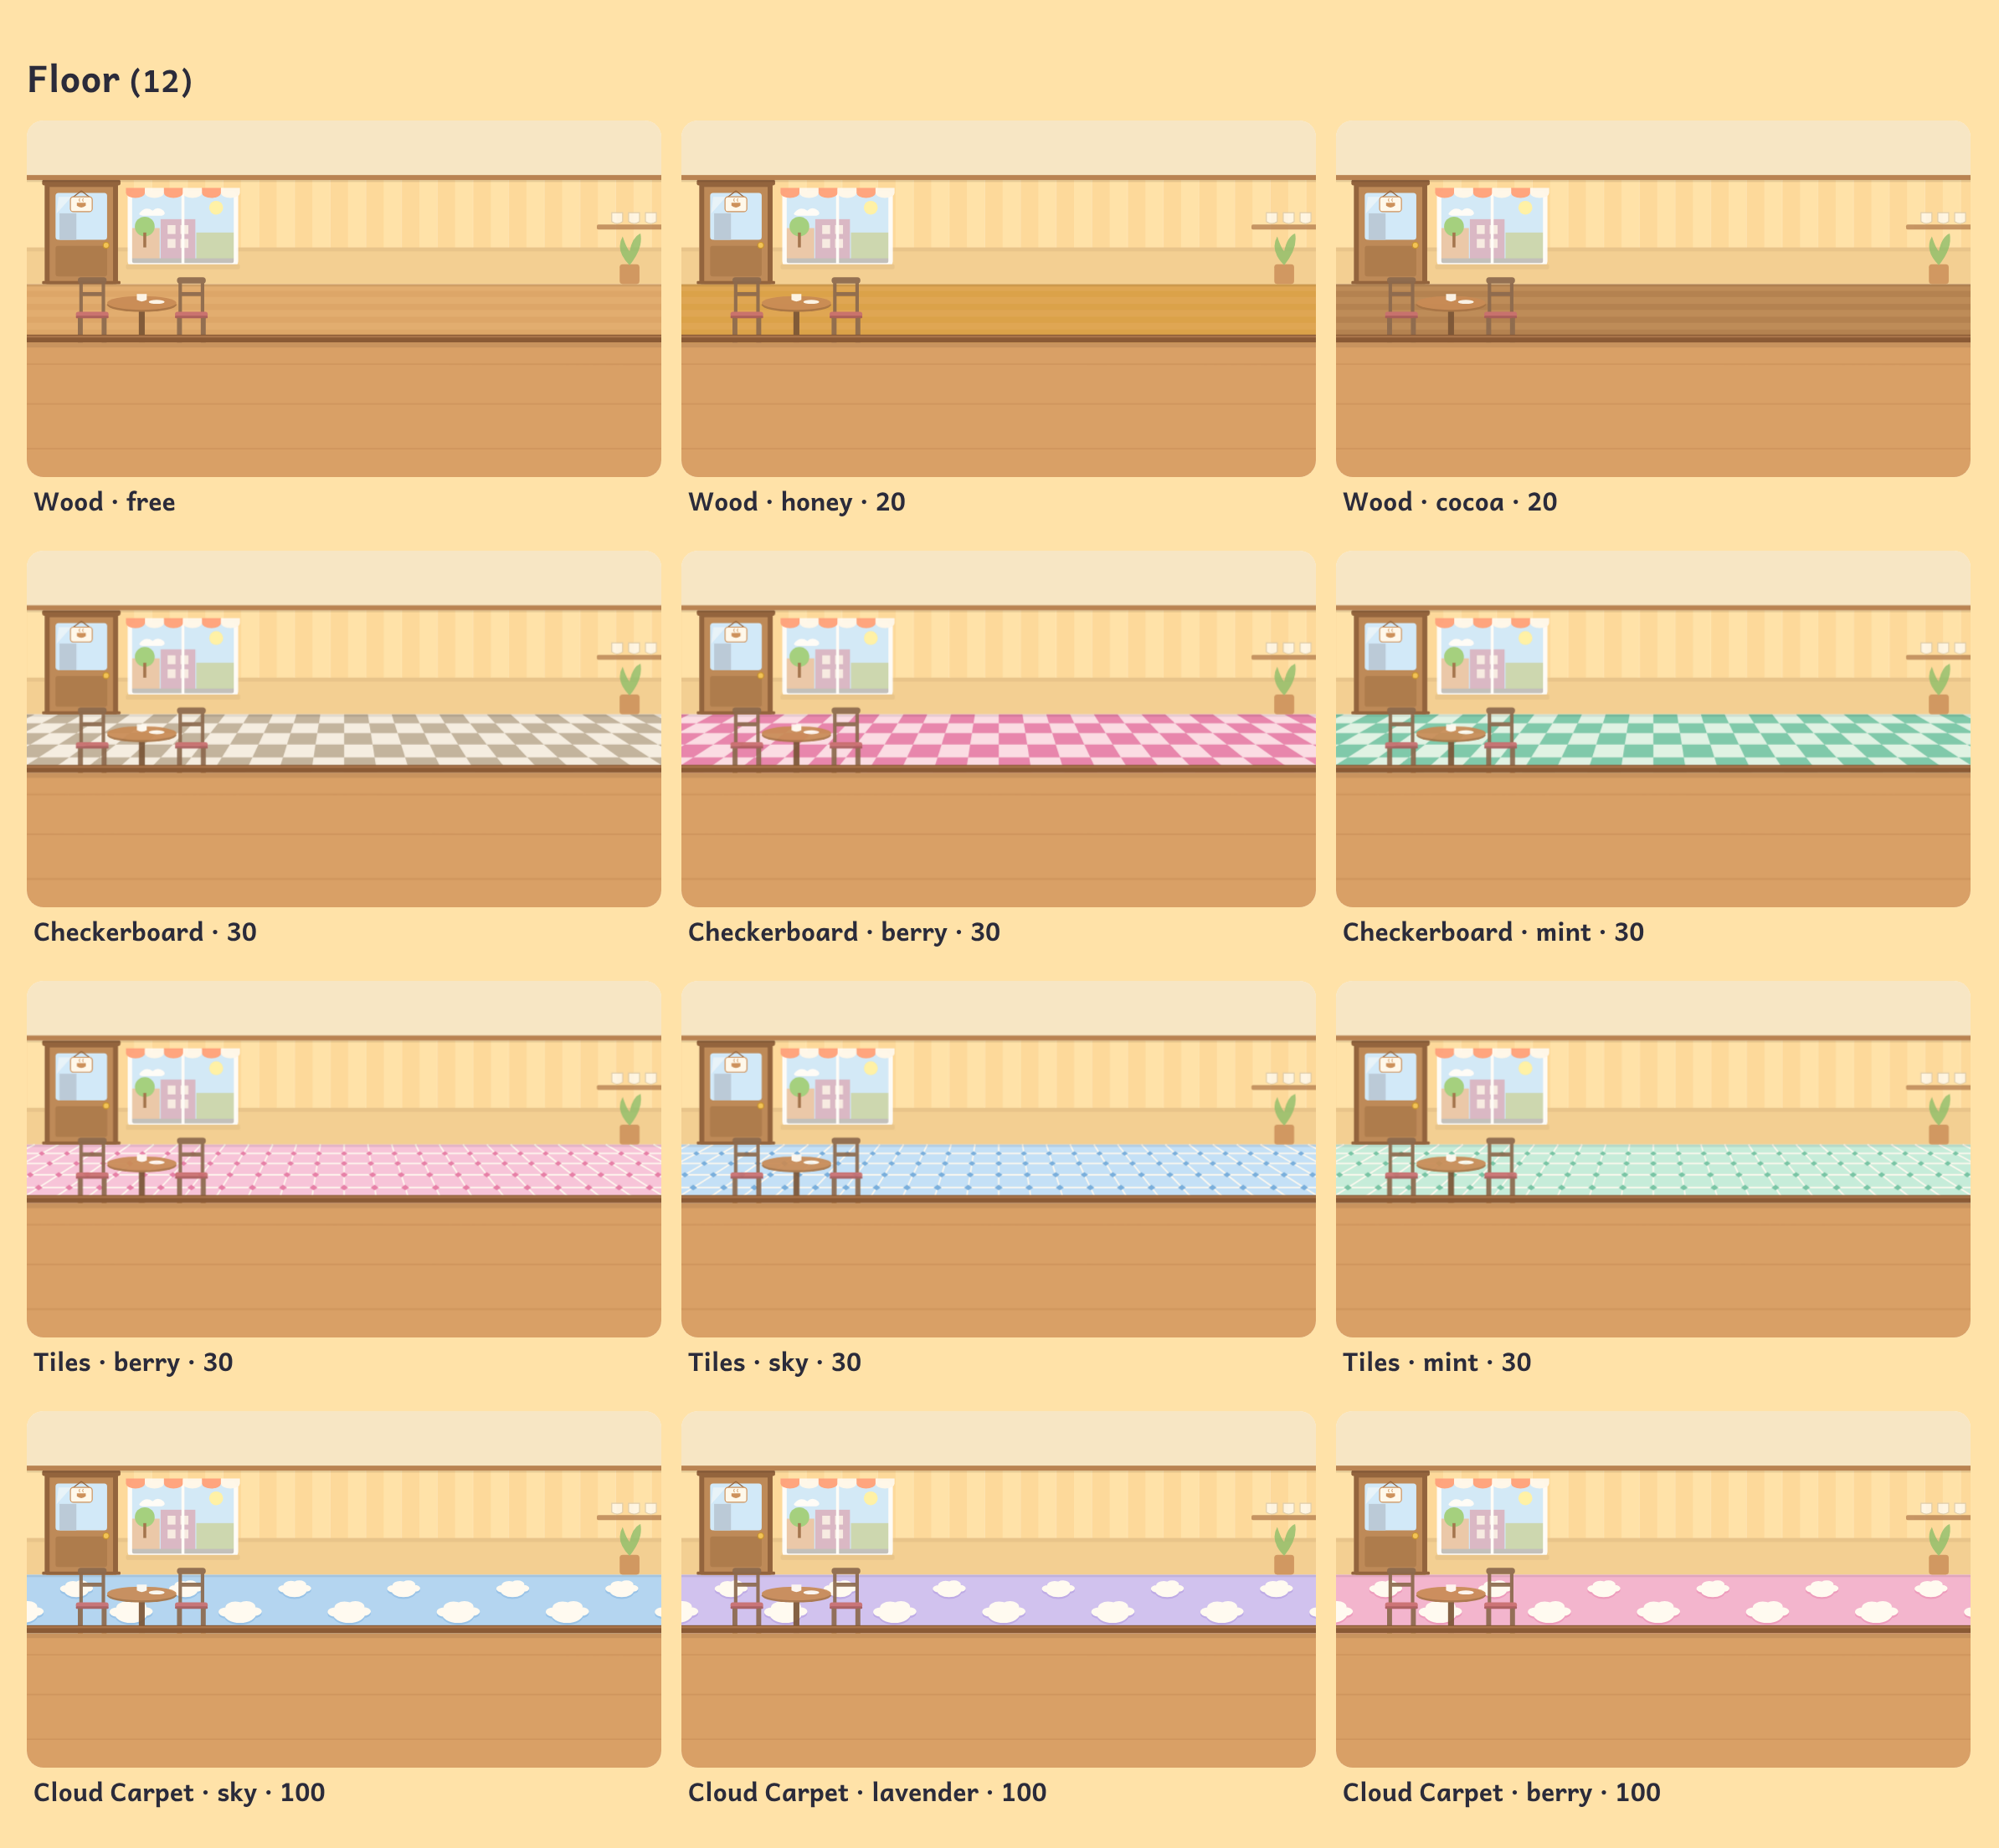 Floor (12)
Wood · free
Wood · honey · 20
Wood · cocoa · 20
Checkerboard · 30
Checkerboard · berry · 30
Checkerboard · mint · 30
Tiles · berry · 30
Tiles · sky · 30
Tiles · mint · 30
Cloud Carpet · sky · 100
Cloud Carpet · lavender · 100
Cloud Carpet · berry · 100